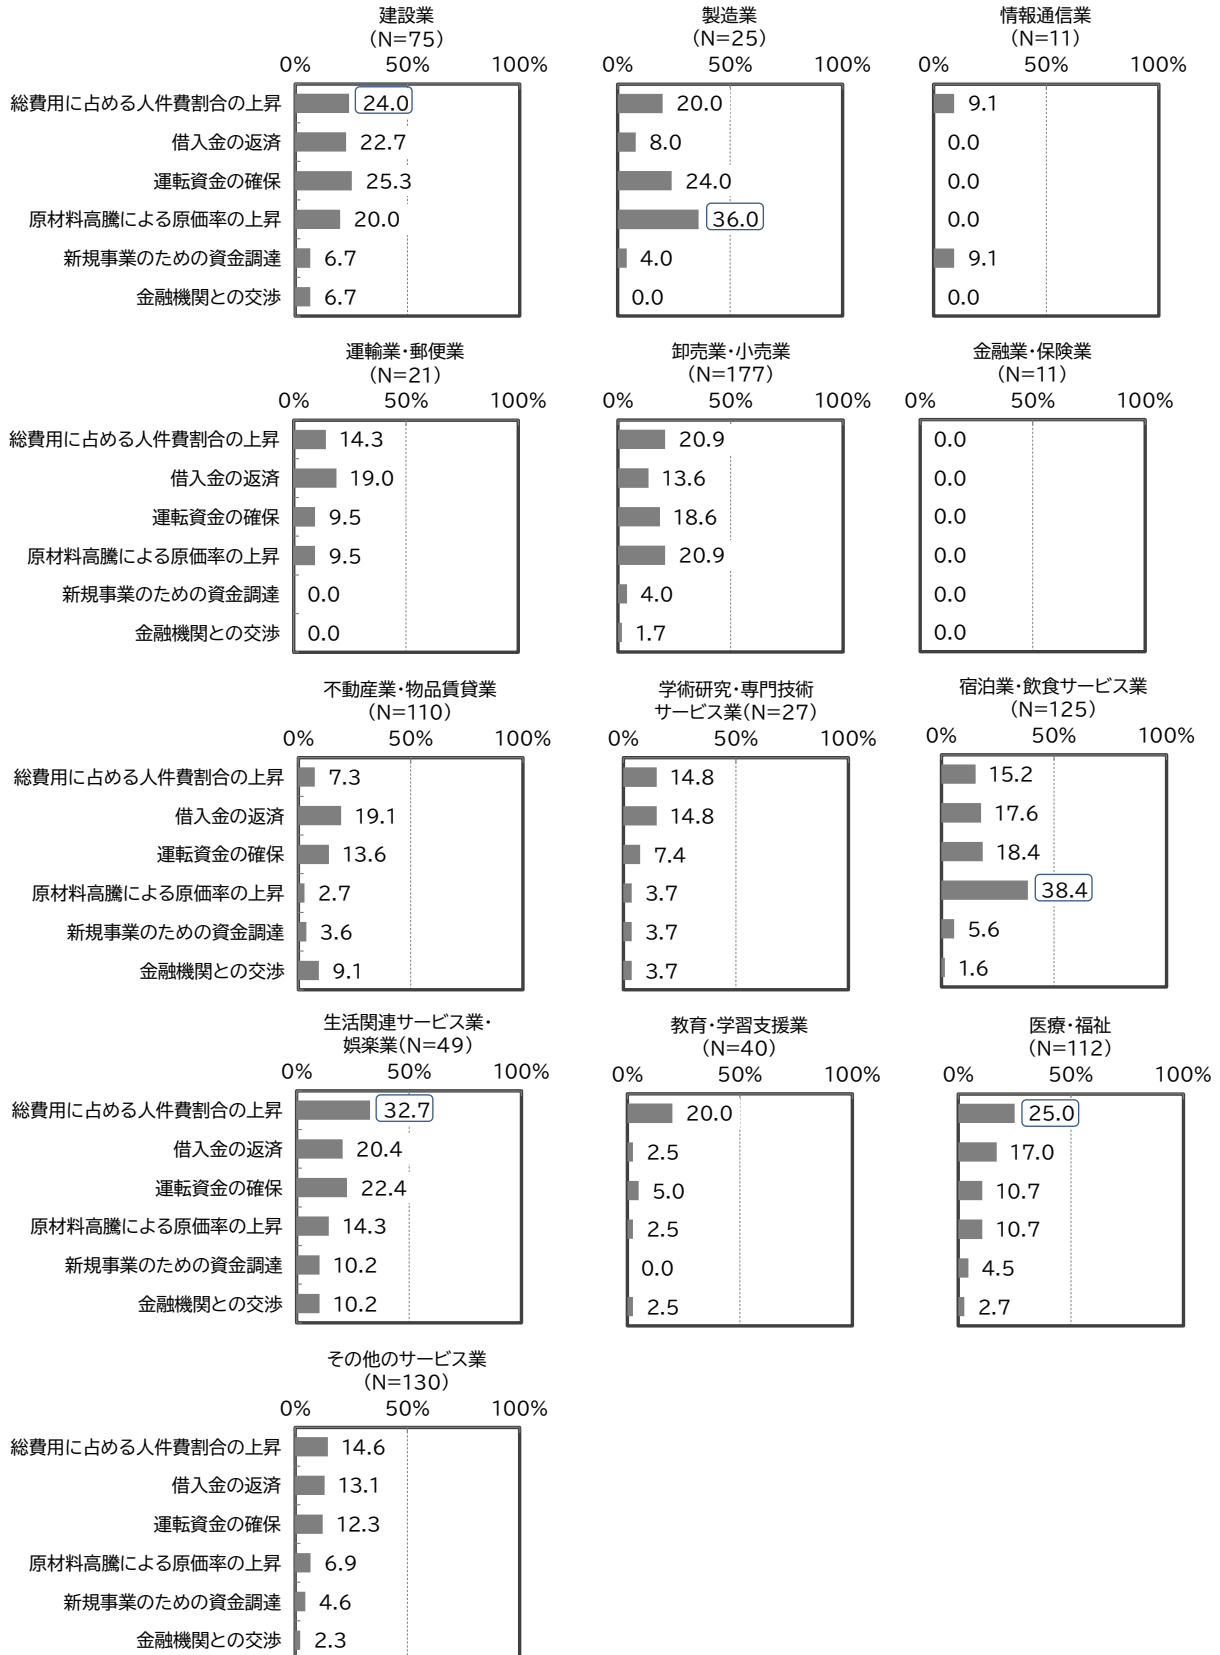 建設業
（N=75）
0% 50% 100%
総費用に占める人件費割合の上昇 24.0
借入金の返済 22.7
運転資金の確保 25.3
原材料高騰による原価率の上昇 20.0
新規事業のための資金調達 6.7
金融機関との交渉 6.7
製造業
（N=25）
0% 50% 100%
20.0
8.0
24.0
36.0
4.0
0.0
情報通信業
（N=11）
0% 50% 100%
9.1
0.0
0.0
0.0
9.1
0.0
運輸業・郵便業
（N=21）
0% 50% 100%
総費用に占める人件費割合の上昇 14.3
借入金の返済 19.0
運転資金の確保 9.5
原材料高騰による原価率の上昇 9.5
新規事業のための資金調達 0.0
金融機関との交渉 0.0
卸売業・小売業
（N=177）
0% 50% 100%
20.9
13.6
18.6
20.9
4.0
1.7
金融業・保険業
（N=11）
0% 50% 100%
0.0
0.0
0.0
0.0
0.0
0.0
不動産業・物品賃貸業
（N=110）
0% 50% 100%
総費用に占める人件費割合の上昇 7.3
借入金の返済 19.1
運転資金の確保 13.6
原材料高騰による原価率の上昇 2.7
新規事業のための資金調達 3.6
金融機関との交渉 9.1
学術研究・専門技術
サービス業（N=27）
0% 50% 100%
14.8
14.8
7.4
3.7
3.7
3.7
宿泊業・飲食サービス業
（N=125）
0% 50% 100%
15.2
17.6
18.4
38.4
5.6
1.6
生活関連サービス業・
娯楽業（N=49）
0% 50% 100%
総費用に占める人件費割合の上昇 32.7
借入金の返済 20.4
運転資金の確保 22.4
原材料高騰による原価率の上昇 14.3
新規事業のための資金調達 10.2
金融機関との交渉 10.2
教育・学習支援業
（N=40）
0% 50% 100%
20.0
2.5
5.0
2.5
0.0
2.5
医療・福祉
（N=112）
0% 50% 100%
25.0
17.0
10.7
10.7
4.5
2.7
その他のサービス業
（N=130）
0% 50% 100%
総費用に占める人件費割合の上昇 14.6
借入金の返済 13.1
運転資金の確保 12.3
原材料高騰による原価率の上昇 6.9
新規事業のための資金調達 4.6
金融機関との交渉 2.3